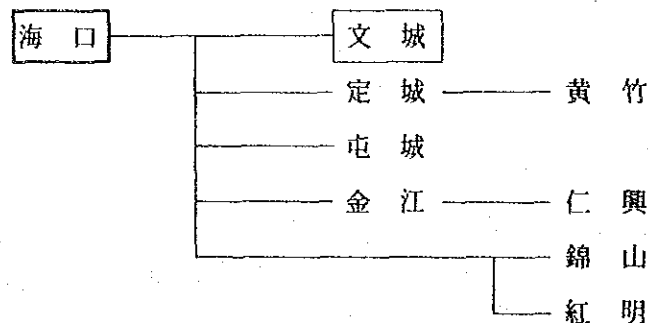 海口 文城
定城 黄竹
屯城
金江 仁興
錦山
紅明